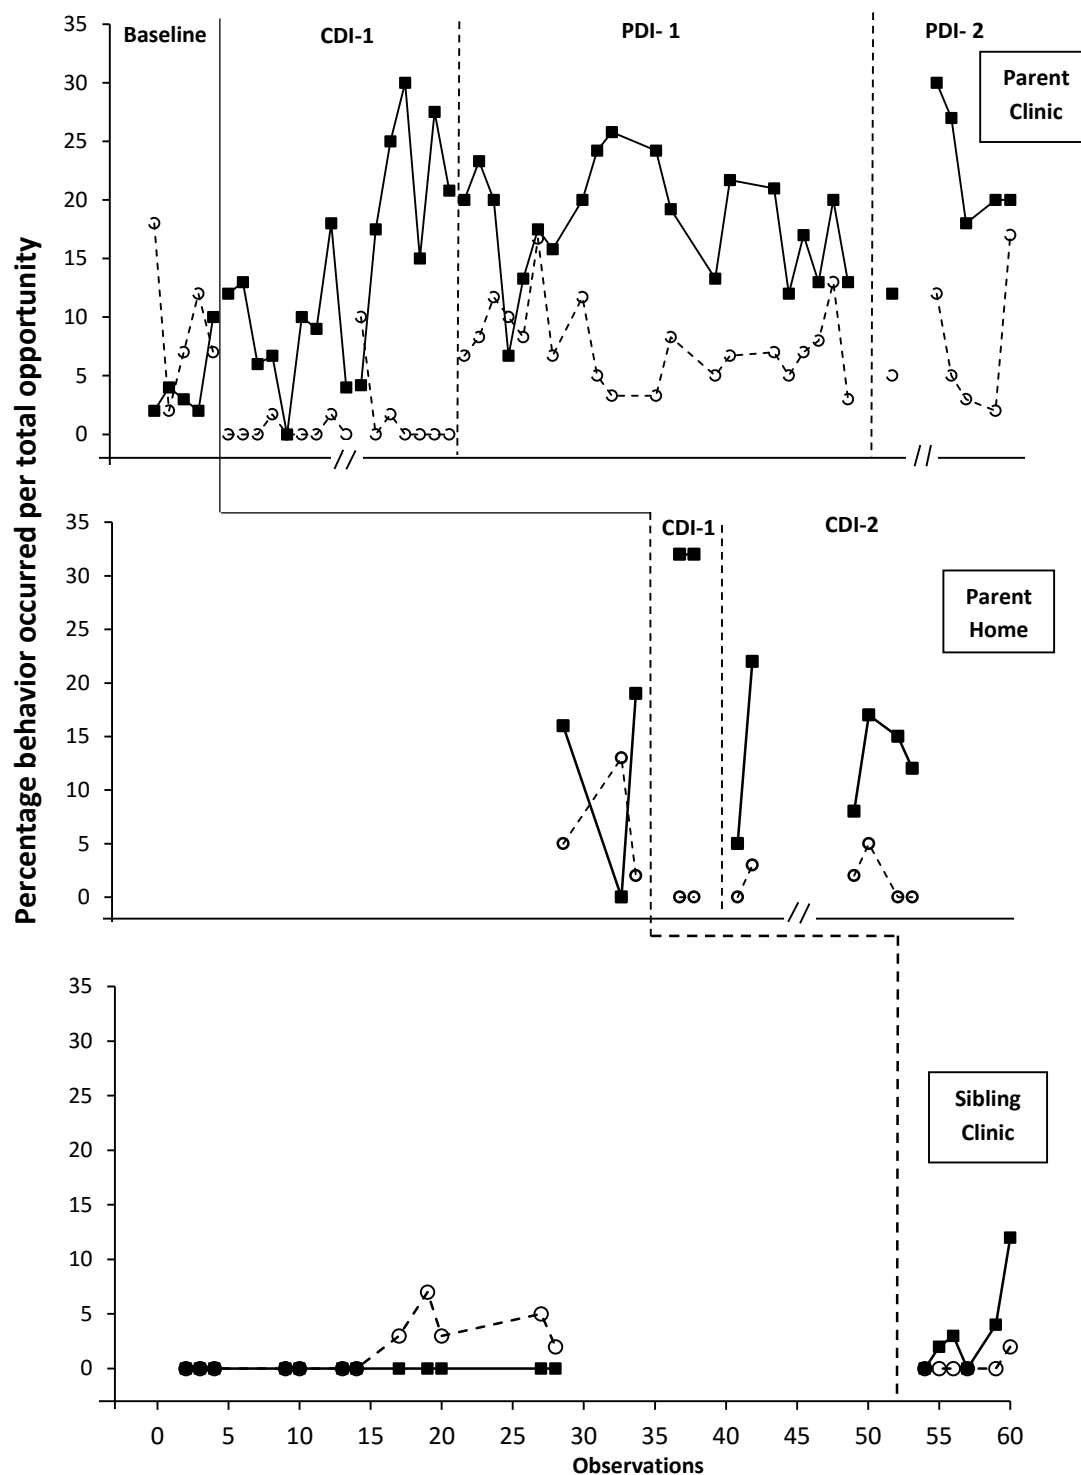 Percentage behavior occurred per total opportunity
Baseline
CDI-1
PDI- 1
PDI- 2
Parent
Clinic
35
30
25
20
15
10
5
0
CDI-1
CDI-2
Parent
Home
35
30
25
20
15
10
5
0
Sibling
Clinic
35
30
25
20
15
10
5
0
0 5 10 15 20 25 30 35 40 45 50 55 60
Observations